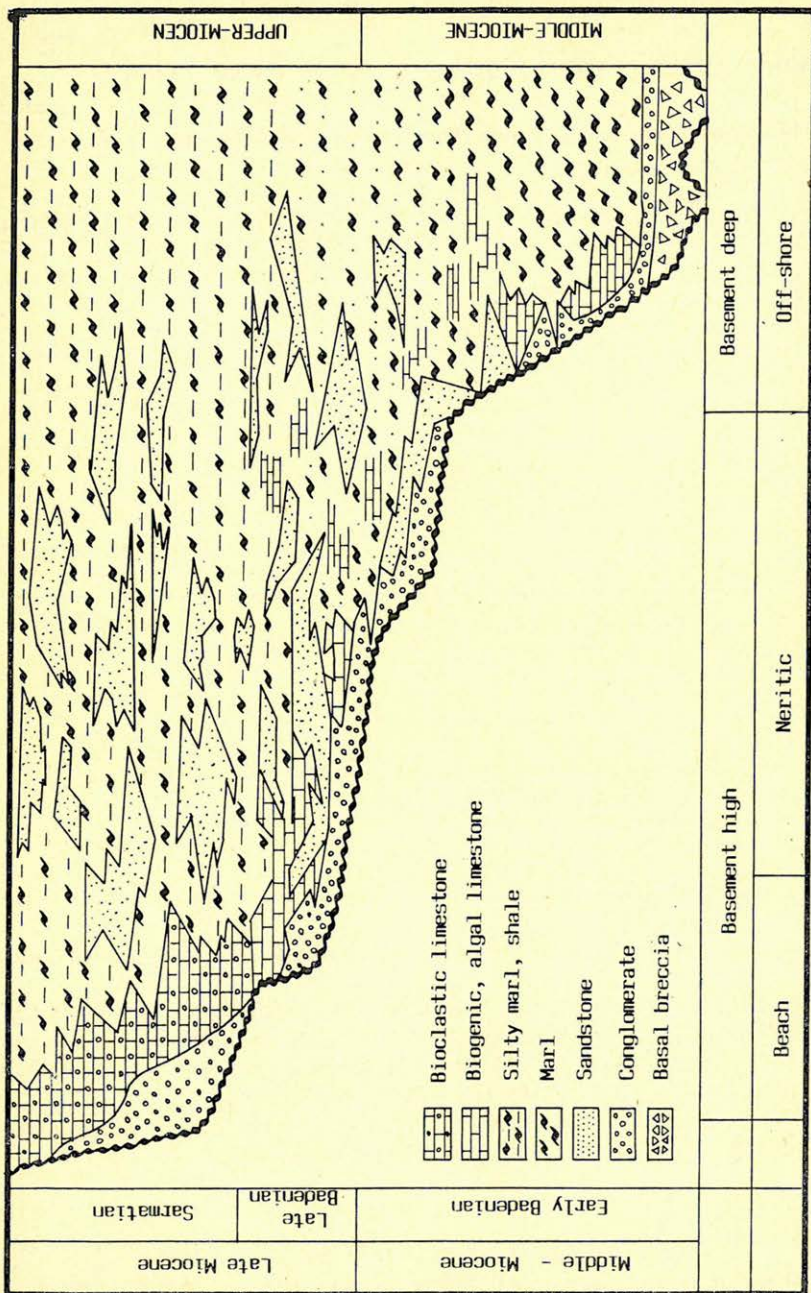 UPPER-MIOCEN
MIDDLE-MIOCENE
Late Miocene
Middle - Miocene
Sarmatian
Late
Badenian
Early Badenian
Bioclastic limestone
Biogenic, algal limestone
Silty marl, shale
Marl
Sandstone
Conglomerate
Basal breccia
Basement high
Basement deep
Beach
Neritic
Off-shore